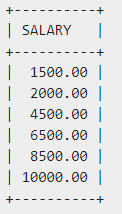 +----------+
| SALARY   |
+----------+
|  1500.00 |
|  2000.00 |
|  4500.00 |
|  6500.00 |
|  8500.00 |
| 10000.00 |
+----------+